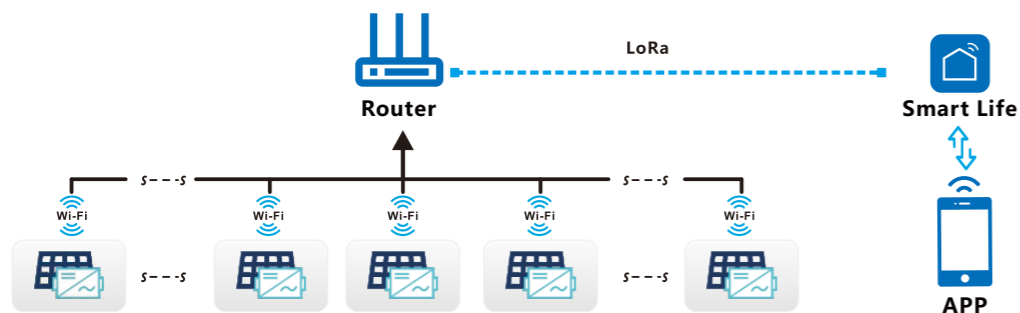 LoRa
Router
Smart Life
S---S
S---S
Wi-Fi
Wi-Fi
Wi-Fi
Wi-Fi
Wi-Fi
S---S
S---S
APP